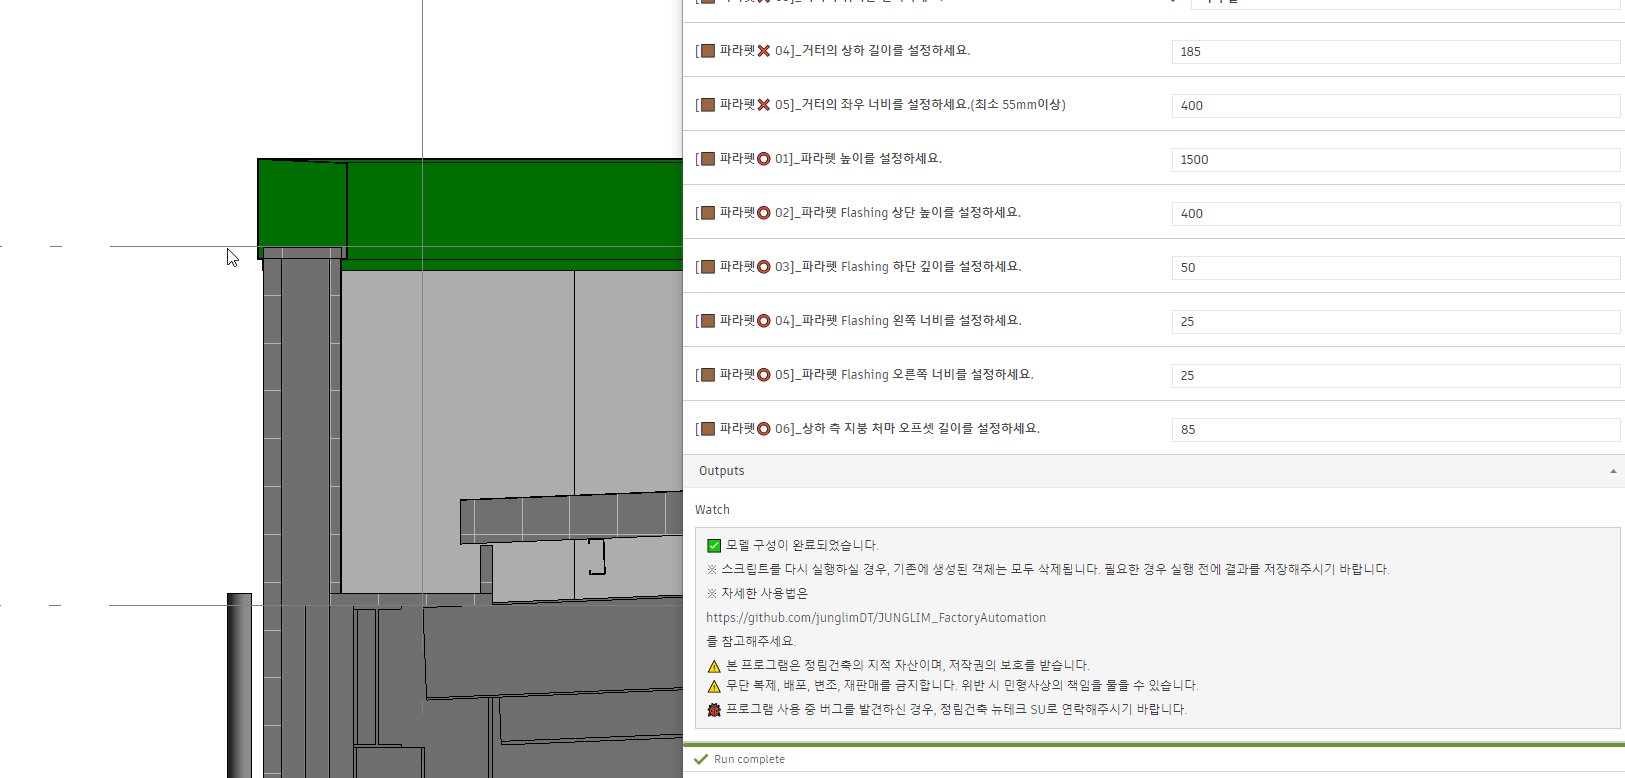 [🟫 파라펫❌ 04]_거터의 상하 길이를 설정하세요.
185
[🟫 파라펫❌ 05]_거터의 좌우 너비를 설정하세요.(최소 55mm이상)
400
[🟫 파라펫⭕ 01]_파라펫 높이를 설정하세요.
1500
[🟫 파라펫⭕ 02]_파라펫 Flashing 상단 높이를 설정하세요.
400
[🟫 파라펫⭕ 03]_파라펫 Flashing 하단 깊이를 설정하세요.
50
[🟫 파라펫⭕ 04]_파라펫 Flashing 왼쪽 너비를 설정하세요.
25
[🟫 파라펫⭕ 05]_파라펫 Flashing 오른쪽 너비를 설정하세요.
25
[🟫 파라펫⭕ 06]_상하 측 지붕 처마 오프셋 길이를 설정하세요.
85
Outputs
Watch
✅ 모델 구성이 완료되었습니다.
※ 스크립트를 다시 실행하실 경우, 기존에 생성된 객체는 모두 삭제됩니다. 필요한 경우 실행 전에 결과를 저장해주시기 바랍니다.
※ 자세한 사용법은
https://github.com/junglimDT/JUNGLIM_FactoryAutomation
를 참고해주세요.
⚠️ 본 프로그램은 정림건축의 지적 자산이며, 저작권의 보호를 받습니다.
⚠️ 무단 복제, 배포, 변조, 재판매를 금지합니다. 위반 시 민형사상의 책임을 물을 수 있습니다.
🐞 프로그램 사용 중 버그를 발견하신 경우, 정림건축 뉴테크 SU로 연락해주시기 바랍니다.
Run complete